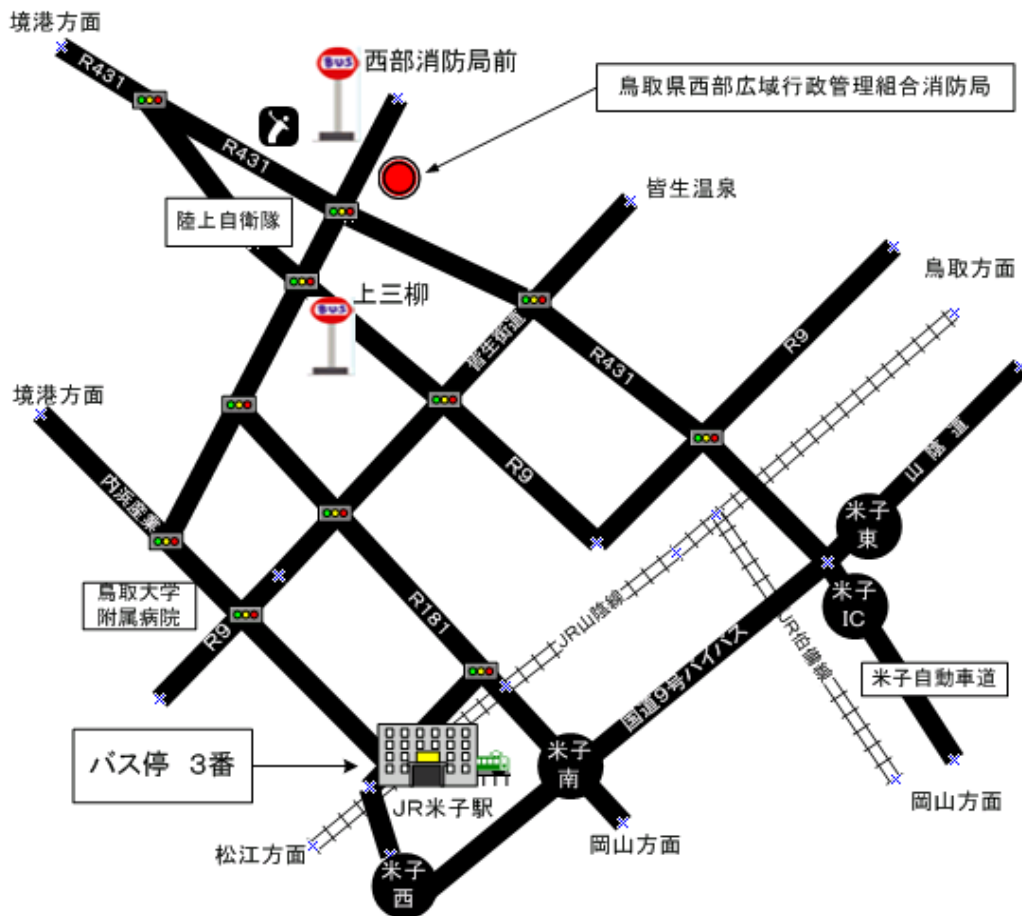 境港方面
R431
BUS
西部消防局前
鳥取県西部広域行政管理組合消防局
R431
皆生温泉
陸上自衛隊
鳥取方面
上三柳
BUS
皆生街道
R9
R431
境港方面
山陰道
R9
内浜産業
米子
東
鳥取大学
附属病院
R181
JR山陰線
米子
IC
R9
JR伯備線
国道9号バイパス
米子自動車道
バス停 3番
米子
南
JR米子駅
岡山方面
松江方面
岡山方面
米子
西